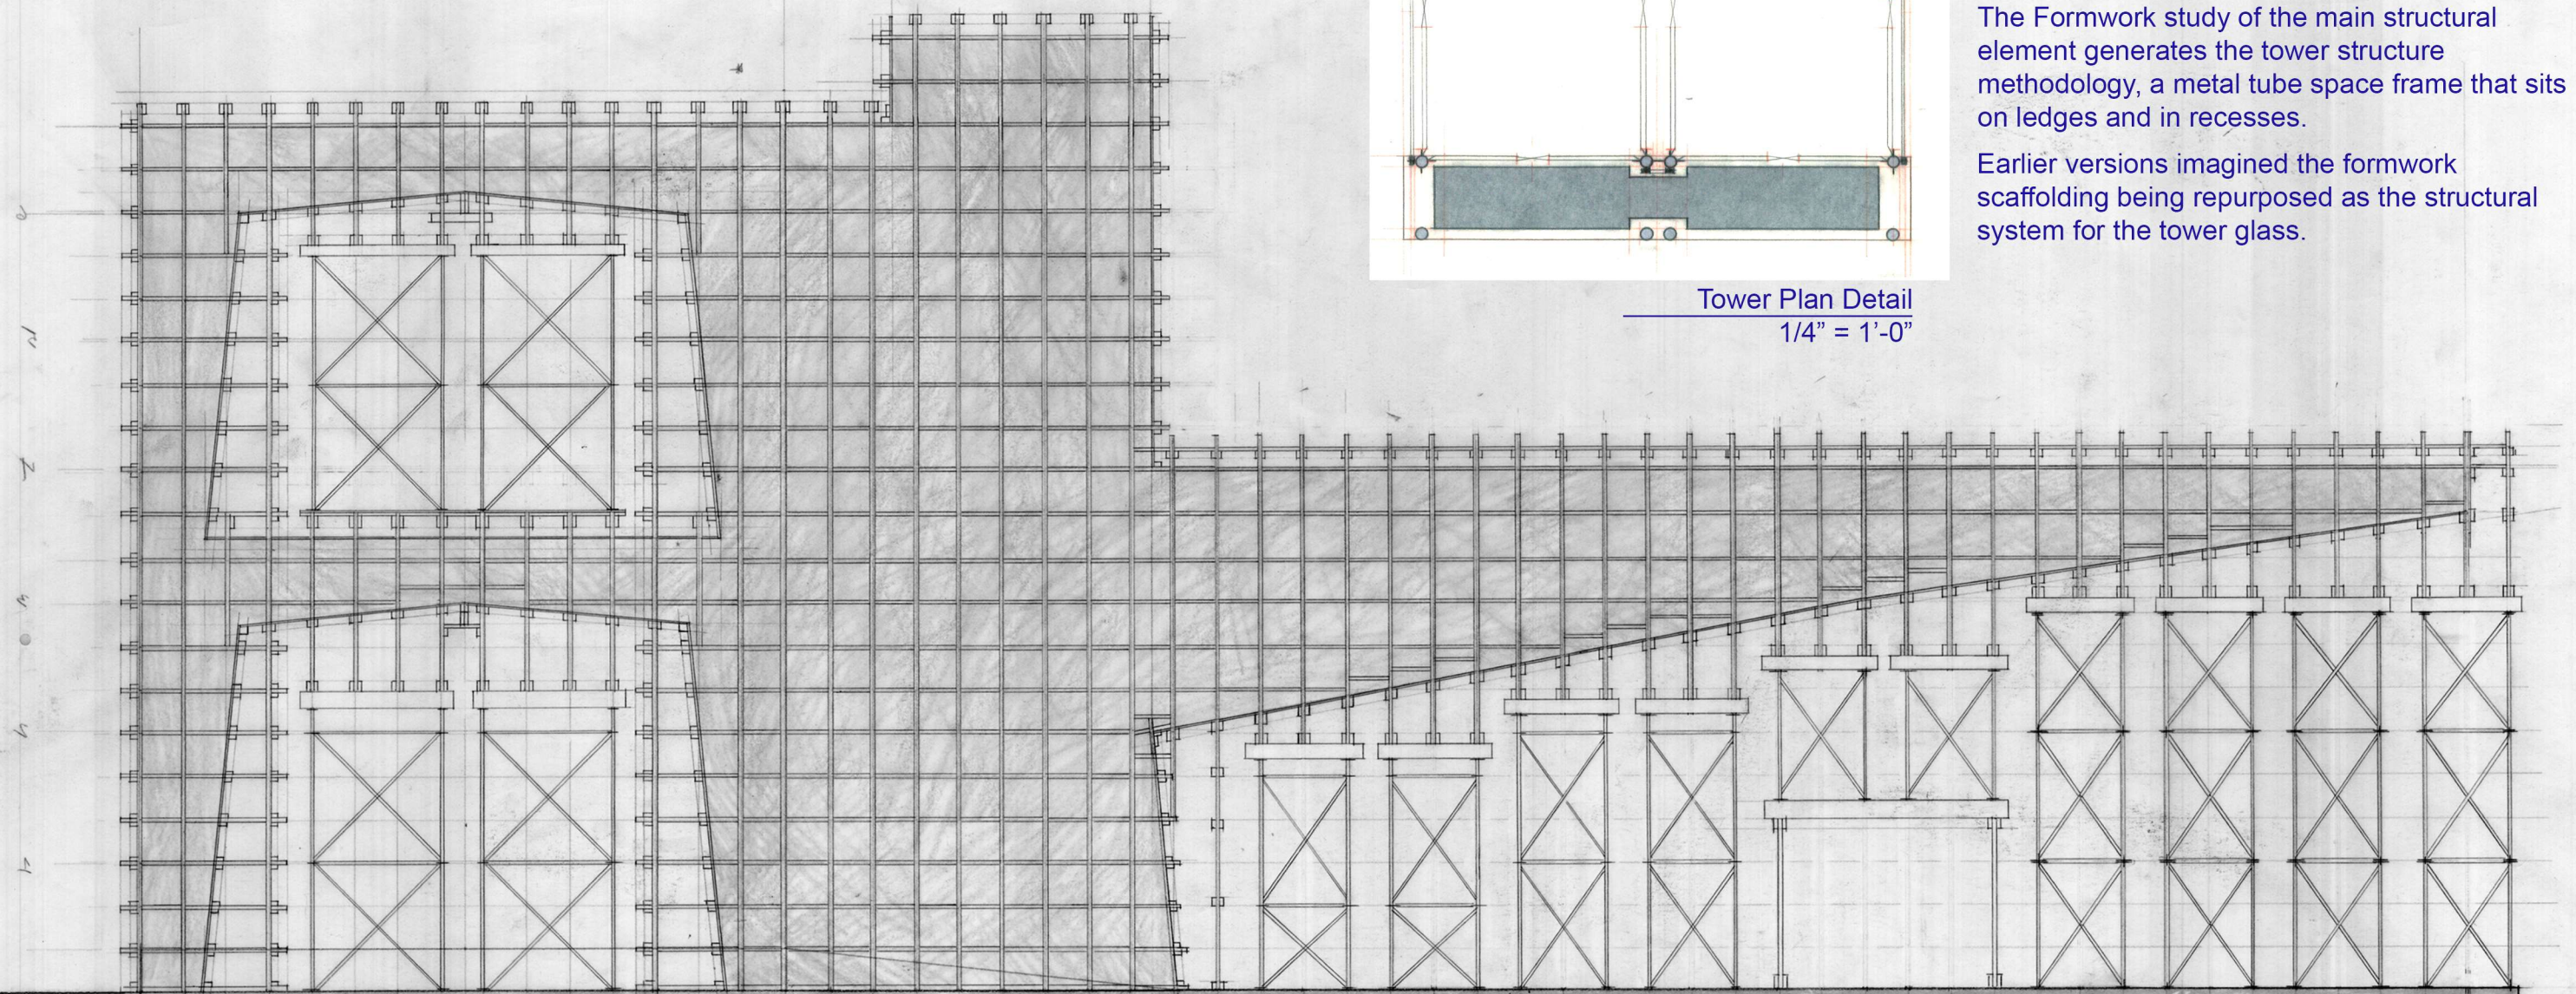 The Formwork study of the main structural
element generates the tower structure
methodology, a metal tube space frame that sits
on ledges and in recesses.
Earlier versions imagined the formwork
scaffolding being repurposed as the structural
system for the tower glass.
Tower Plan Detail
1/4” = 1’-0”